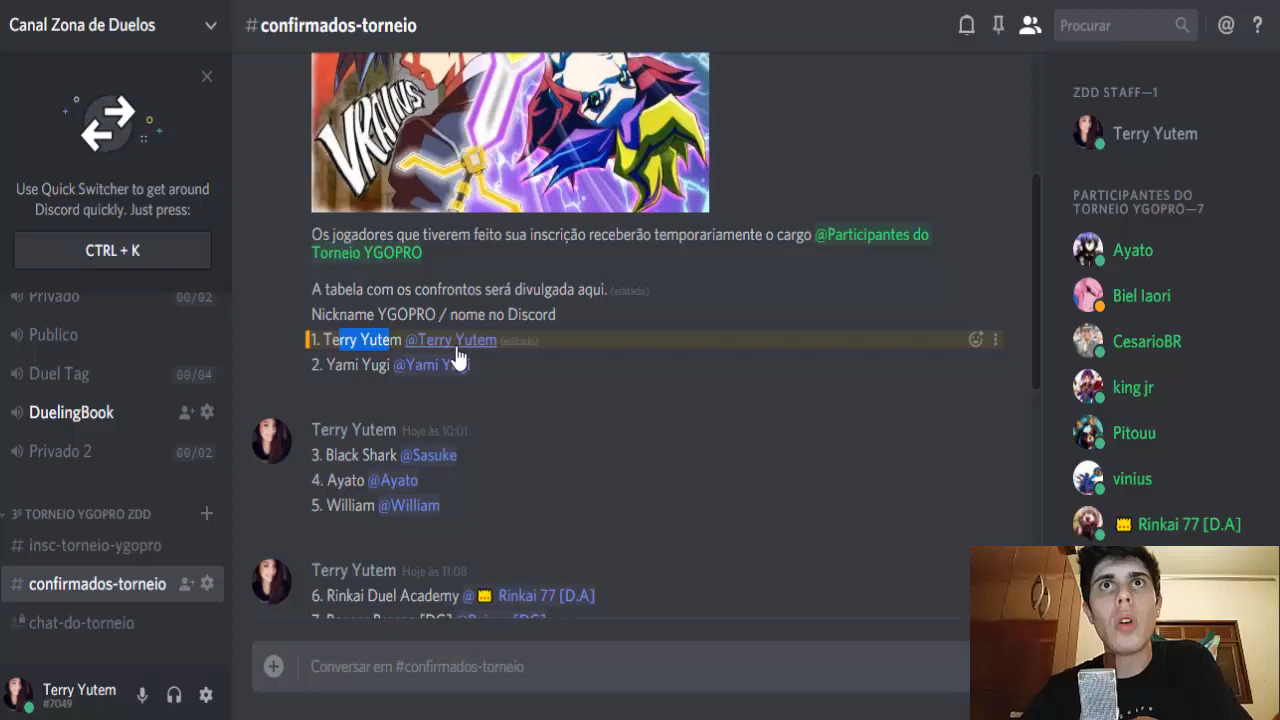 Canal Zona de Duelos
#confirmados-torneio
Procurar
Use Quick Switcher to get around
Discord quickly. Just press:
CTRL + K
Privado 00/02
Publico
Duel Tag 00/04
DuelingBook
Privado 2 00/02
3º TORNEIO YGOPRO ZDD
# insc-torneio-ygopro
# confirmados-torneio
chat-do-torneio
Terry Yutem
#7049
VRAINS
Os jogadores que tiverem feito sua inscrição receberão temporariamente o cargo @Participantes do
Torneio YGOPRO
A tabela com os confrontos será divulgada aqui. (editada)
Nickname YGOPRO / nome no Discord
1. Terry Yutem @Terry Yutem (editado)
2. Yami Yugi @Yami
Terry Yutem Hoje às 10:01
3. Black Shark @Sasuke
4. Ayato @Ayato
5. William @William
Terry Yutem Hoje às 11:08
6. Rinkai Duel Academy @ Rinkai 77 [D.A]
Conversar em #confirmados-torneio
ZDD STAFF—1
Terry Yutem
PARTICIPANTES DO
TORNEIO YGOPRO—7
Ayato
Biel Iaori
CesarioBR
king jr
Pitouu
vinius
Rinkai 77 [D.A]